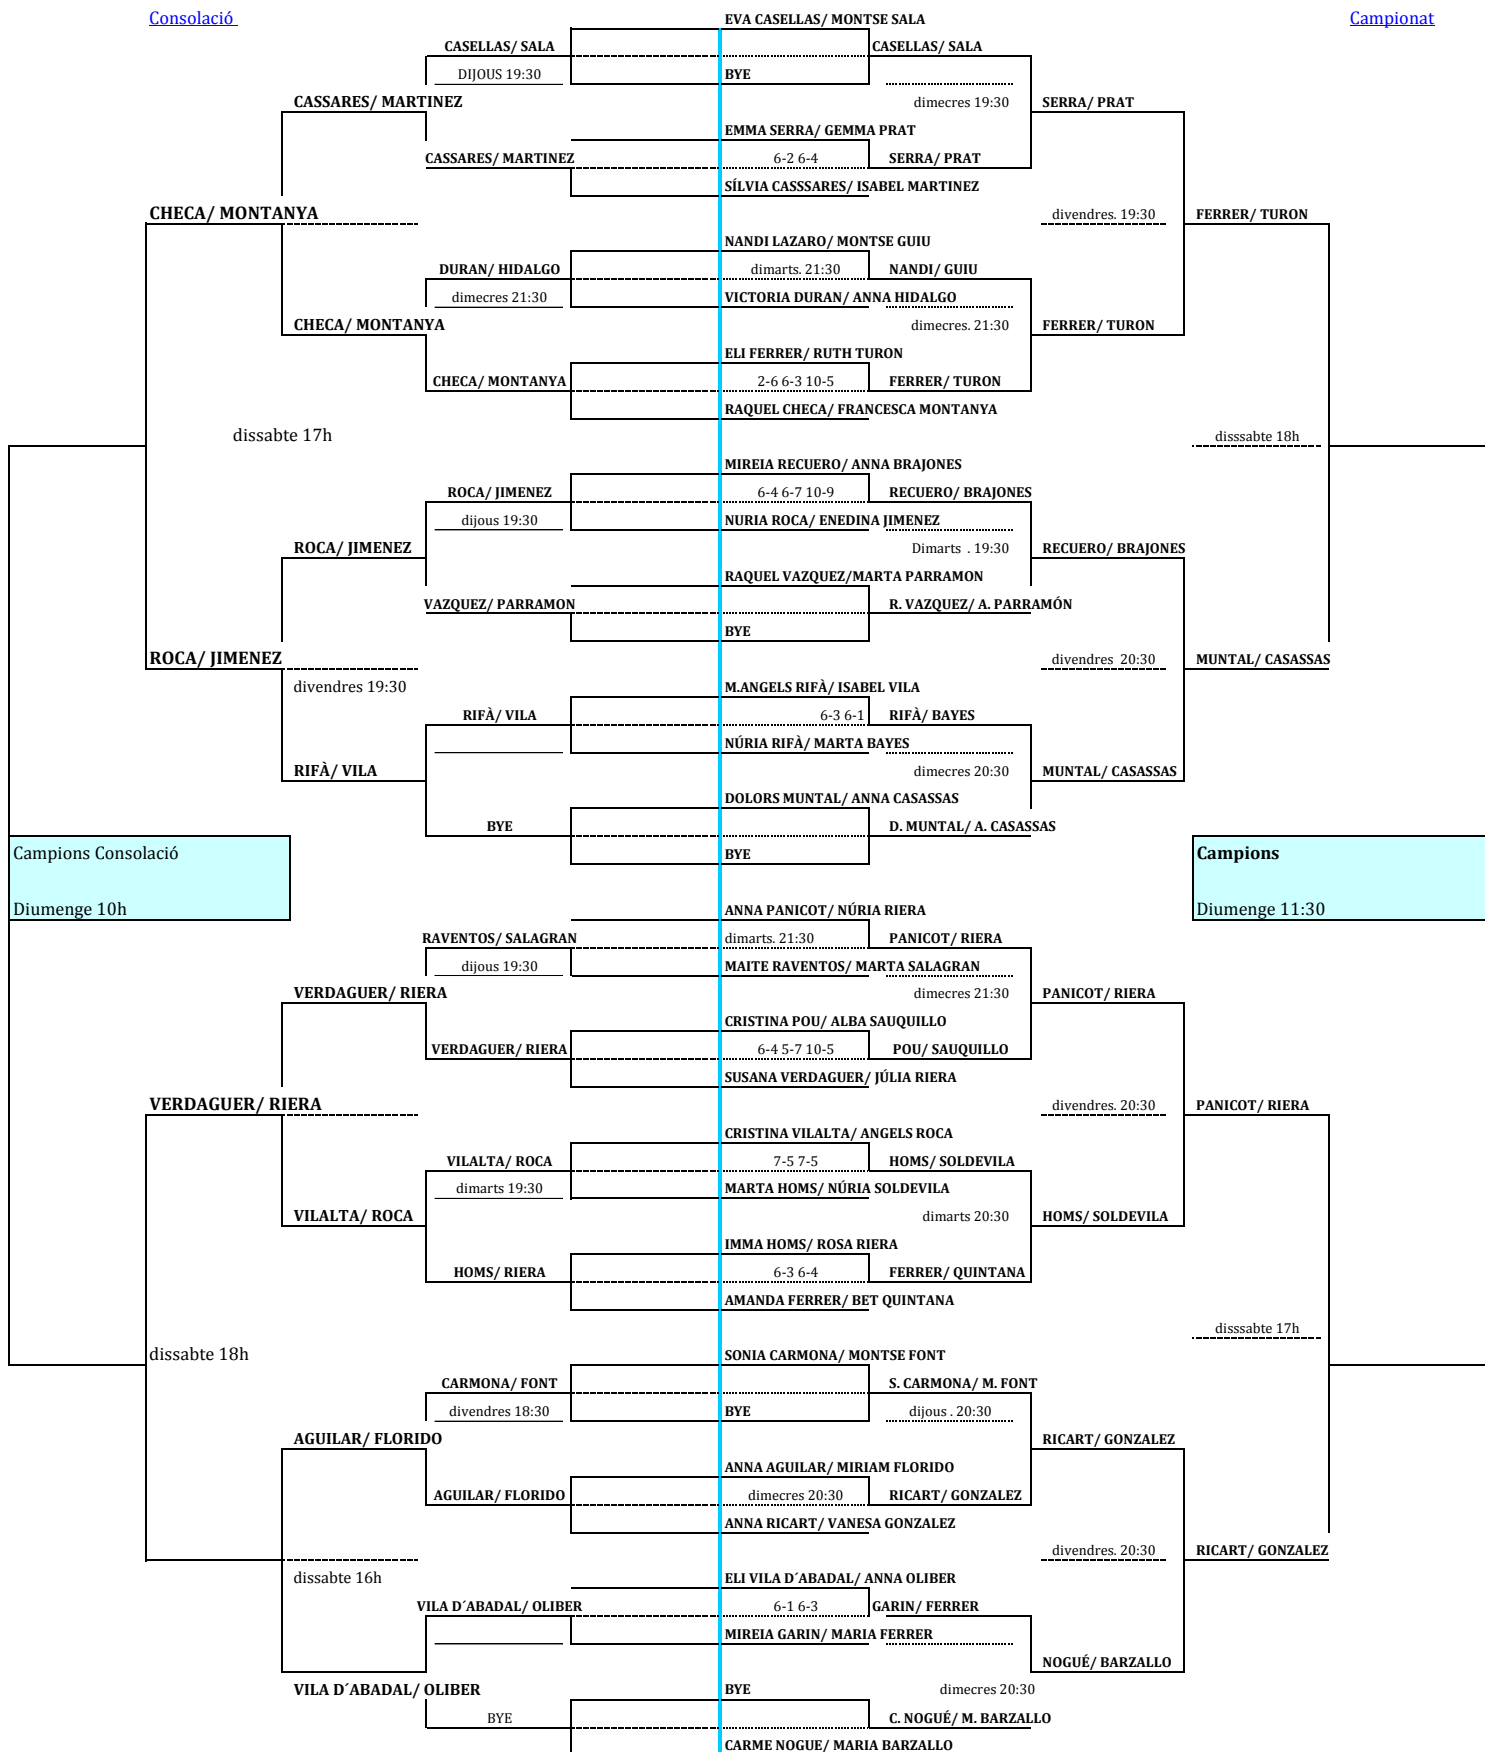 Consolació
EVA CASELLAS/ MONTSE SALA
Campionat
CASELLAS/ SALA
CASELLAS/ SALA
DIJOUS 19:30
BYE
CASSARES/ MARTINEZ
dimecres 19:30
SERRA/ PRAT
EMMA SERRA/ GEMMA PRAT
CASSARES/ MARTINEZ
6-2 6-4
SERRA/ PRAT
SÍLVIA CASSSARES/ ISABEL MARTINEZ
CHECA/ MONTANYA
divendres. 19:30
FERRER/ TURON
NANDI LAZARO/ MONTSE GUIU
DURAN/ HIDALGO
dimarts. 21:30
NANDI/ GUIU
dimecres 21:30
VICTORIA DURAN/ ANNA HIDALGO
CHECA/ MONTANYA
dimecres. 21:30
FERRER/ TURON
ELI FERRER/ RUTH TURON
CHECA/ MONTANYA
2-6 6-3 10-5
FERRER/ TURON
RAQUEL CHECA/ FRANCESCA MONTANYA
dissabte 17h
disssabte 18h
MIREIA RECUERO/ ANNA BRAJONES
ROCA/ JIMENEZ
6-4 6-7 10-9
RECUERO/ BRAJONES
dijous 19:30
NURIA ROCA/ ENEDINA JIMENEZ
ROCA/ JIMENEZ
Dimarts . 19:30
RECUERO/ BRAJONES
RAQUEL VAZQUEZ/MARTA PARRAMON
VAZQUEZ/ PARRAMON
R. VAZQUEZ/ A. PARRAMÓN
BYE
ROCA/ JIMENEZ
divendres 20:30
MUNTAL/ CASASSAS
divendres 19:30
M.ANGELS RIFÀ/ ISABEL VILA
RIFÀ/ VILA
6-3 6-1
RIFÀ/ BAYES
NÚRIA RIFÀ/ MARTA BAYES
RIFÀ/ VILA
dimecres 20:30
MUNTAL/ CASASSAS
DOLORS MUNTAL/ ANNA CASASSAS
BYE
D. MUNTAL/ A. CASASSAS
Campions Consolació
BYE
Campions
Diumenge 10h
ANNA PANICOT/ NÚRIA RIERA
Diumenge 11:30
RAVENTOS/ SALAGRAN
dimarts. 21:30
PANICOT/ RIERA
dijous 19:30
MAITE RAVENTOS/ MARTA SALAGRAN
VERDAGUER/ RIERA
dimecres 21:30
PANICOT/ RIERA
CRISTINA POU/ ALBA SAUQUILLO
VERDAGUER/ RIERA
6-4 5-7 10-5
POU/ SAUQUILLO
SUSANA VERDAGUER/ JÚLIA RIERA
VERDAGUER/ RIERA
divendres. 20:30
PANICOT/ RIERA
CRISTINA VILALTA/ ANGELS ROCA
VILALTA/ ROCA
7-5 7-5
HOMS/ SOLDEVILA
dimarts 19:30
MARTA HOMS/ NÚRIA SOLDEVILA
VILALTA/ ROCA
dimarts 20:30
HOMS/ SOLDEVILA
IMMA HOMS/ ROSA RIERA
HOMS/ RIERA
6-3 6-4
FERRER/ QUINTANA
AMANDA FERRER/ BET QUINTANA
disssabte 17h
dissabte 18h
SONIA CARMONA/ MONTSE FONT
CARMONA/ FONT
S. CARMONA/ M. FONT
divendres 18:30
BYE
dijous . 20:30
AGUILAR/ FLORIDO
RICART/ GONZALEZ
ANNA AGUILAR/ MIRIAM FLORIDO
AGUILAR/ FLORIDO
dimecres 20:30
RICART/ GONZALEZ
ANNA RICART/ VANESA GONZALEZ
divendres. 20:30
RICART/ GONZALEZ
dissabte 16h
ELI VILA D´ABADAL/ ANNA OLIBER
VILA D´ABADAL/ OLIBER
6-1 6-3
GARIN/ FERRER
MIREIA GARIN/ MARIA FERRER
NOGUÉ/ BARZALLO
VILA D´ABADAL/ OLIBER
BYE
dimecres 20:30
BYE
C. NOGUÉ/ M. BARZALLO
CARME NOGUE/ MARIA BARZALLO